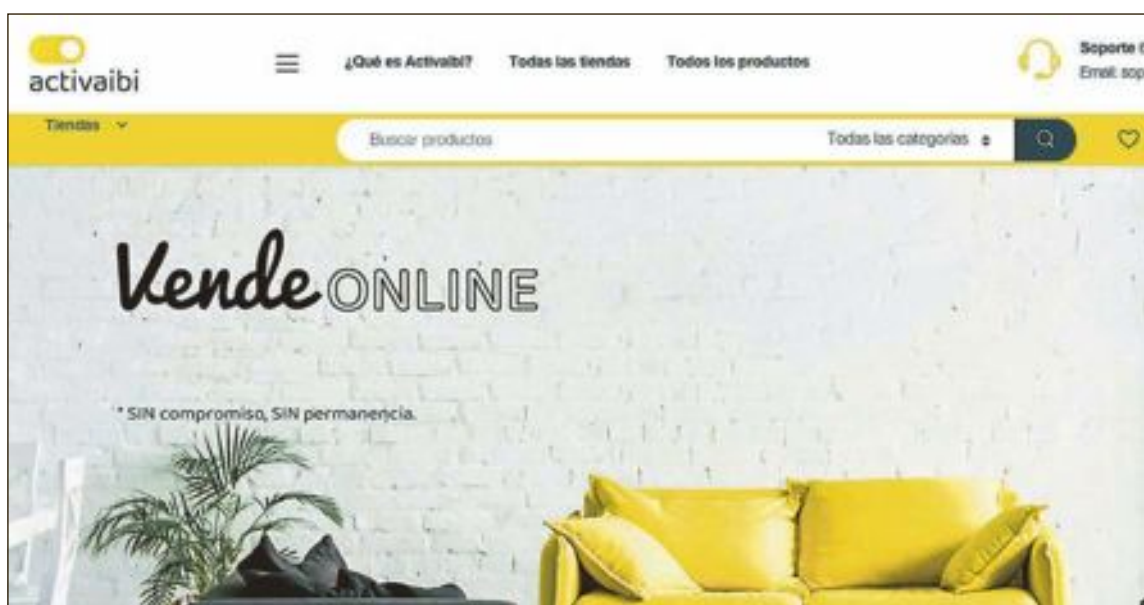 activaibi
¿Qué es Activaibi? Todas las tiendas Todos los productos
Soporte
Email: sop
Tiendas
Buscar productos Todas las categorías
Vende ONLINE
* SIN compromiso, SIN permanencia.